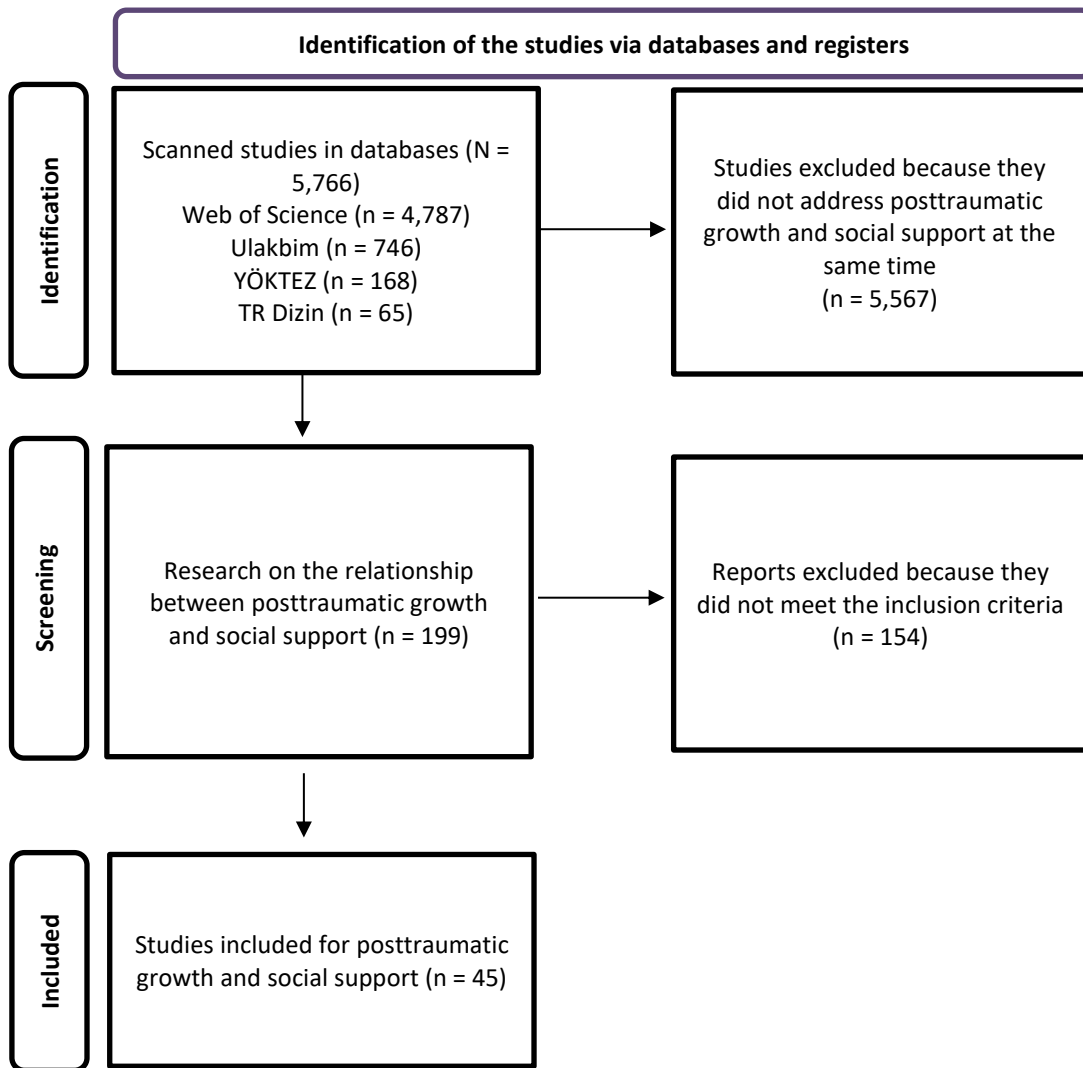 Identification of the studies via databases and registers
Identification
Scanned studies in databases (N =
5,766)
Web of Science (n = 4,787)
Ulakbim (n = 746)
YÖKTEZ (n = 168)
TR Dizin (n = 65)
Studies excluded because they
did not address posttraumatic
growth and social support at the
same time
(n = 5,567)
Screening
Research on the relationship
between posttraumatic growth
and social support (n = 199)
Reports excluded because they
did not meet the inclusion criteria
(n = 154)
Included
Studies included for posttraumatic
growth and social support (n = 45)